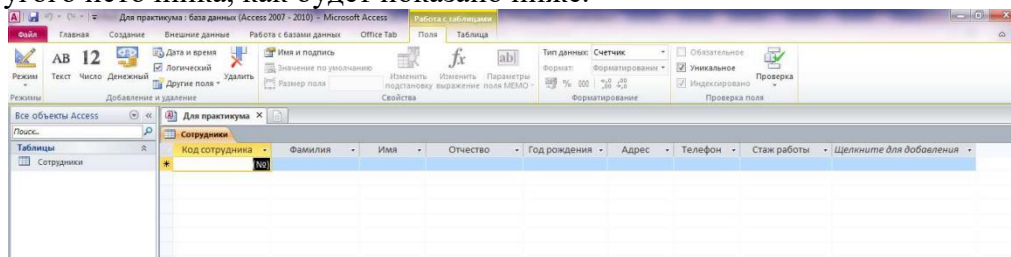 угого источника, как будет показано ниже.
Для практикума : база данных (Access 2007 - 2010) - Microsoft Access
Работа с таблицами
Файл Главная Создание Внешние данные Работа с базами данных Office Tab Поля Таблица
Режим
AB Текст
12 Число
Денежный
Дата и время
Логический
Другие поля
Удалить
Имя и подпись
Значение по умолчанию
Размер поля
Изменить подстановку
fx Изменить выражение
ab Параметры поля МЕМО
Тип данных: Счетчик
Формат: Форматирование
% 000
Обязательное
Уникальное
Индексировано
Проверка
Режимы Добавление и удаление Свойства Форматирование Проверка поля
Все объекты Access «
Поиск..
Таблицы
Сотрудники
Для практикума ×
Сотрудники
Код сотрудника Фамилия Имя Отчество Год рождения Адрес Телефон Стаж работы Щелкните для добавления
* (№)